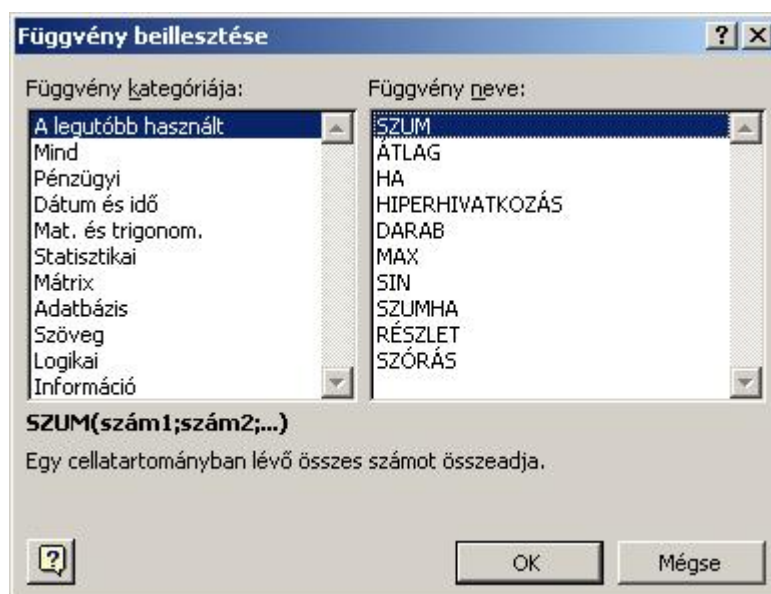 Függvény beillesztése
Függvény kategóriája:
A legutóbb használt
Mind
Pénzügyi
Dátum és idő
Mat. és trigonom.
Statisztikai
Mátrix
Adatbázis
Szöveg
Logikai
Információ
Függvény neve:
SZUM
ÁTLAG
HA
HIPERHIVATKOZÁS
DARAB
MAX
SIN
SZUMHA
RÉSZLET
SZÓRÁS
SZUM(szám1;szám2;...)
Egy cellatartományban lévő összes számot összeadja.
OK
Mégse